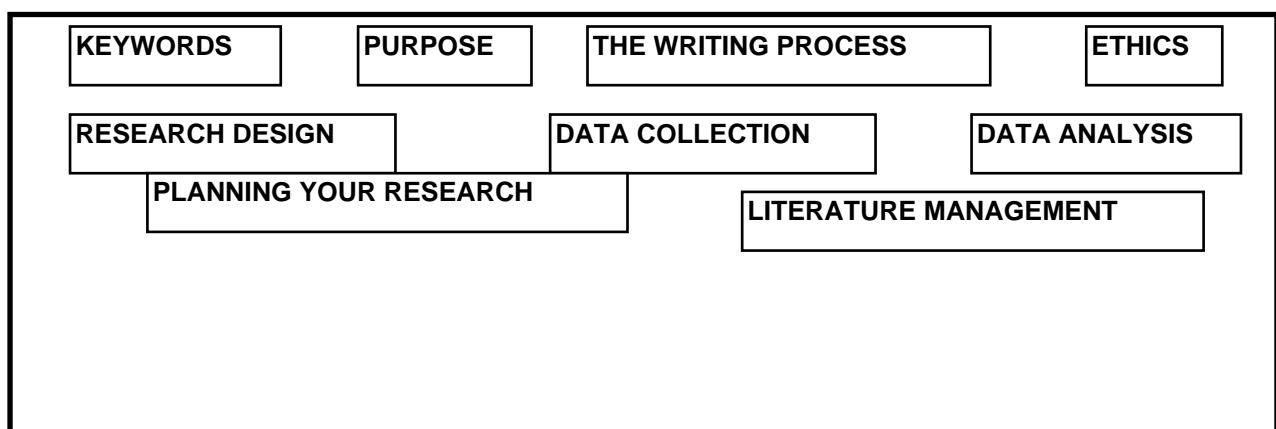 KEYWORDS
PURPOSE
THE WRITING PROCESS
ETHICS
RESEARCH DESIGN
DATA COLLECTION
DATA ANALYSIS
PLANNING YOUR RESEARCH
LITERATURE MANAGEMENT